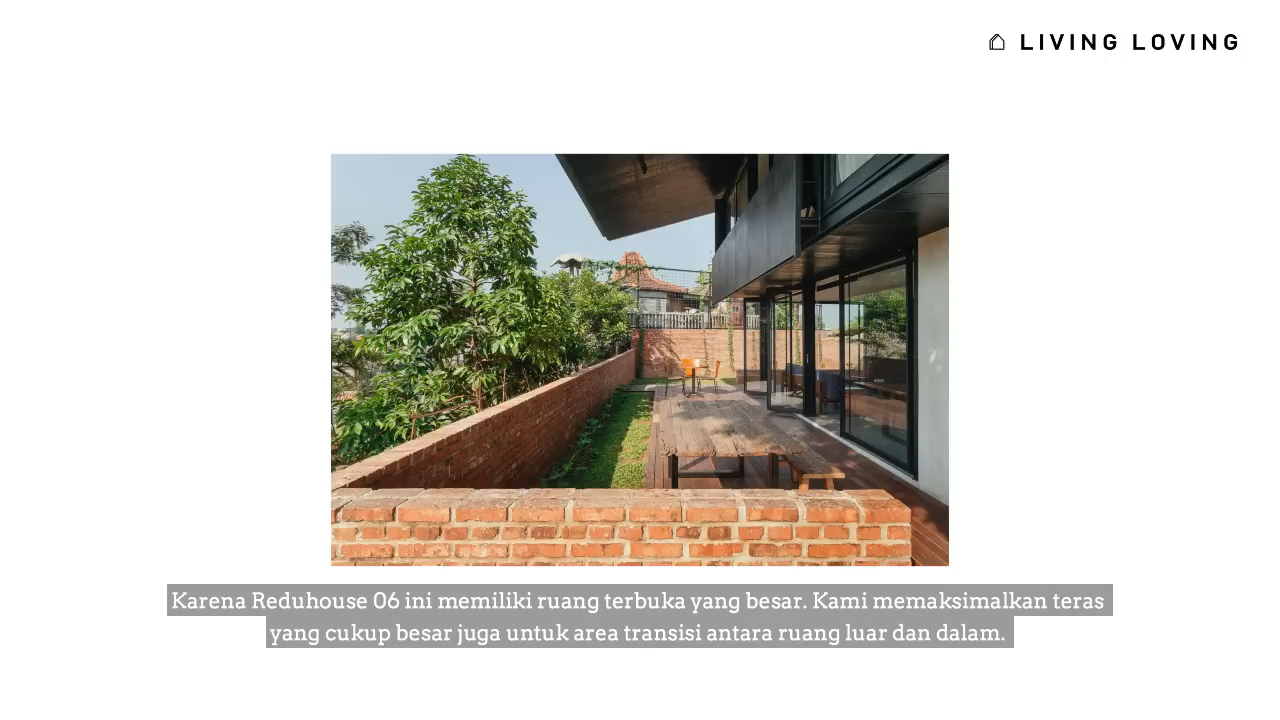 LIVING LOVING
Karena Reduhouse 06 ini memiliki ruang terbuka yang besar. Kami memaksimalkan teras
yang cukup besar juga untuk area transisi antara ruang luar dan dalam.